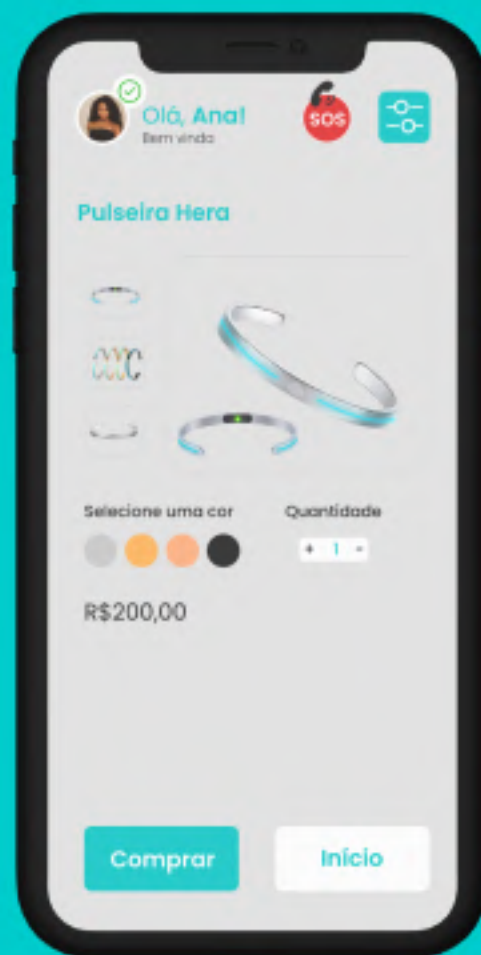 Olá, Ana!
Bem vindo
SOS
Pulseira Hera
Selecione uma cor
Quantidade
+ 1 -
R$200,00
Comprar
Início